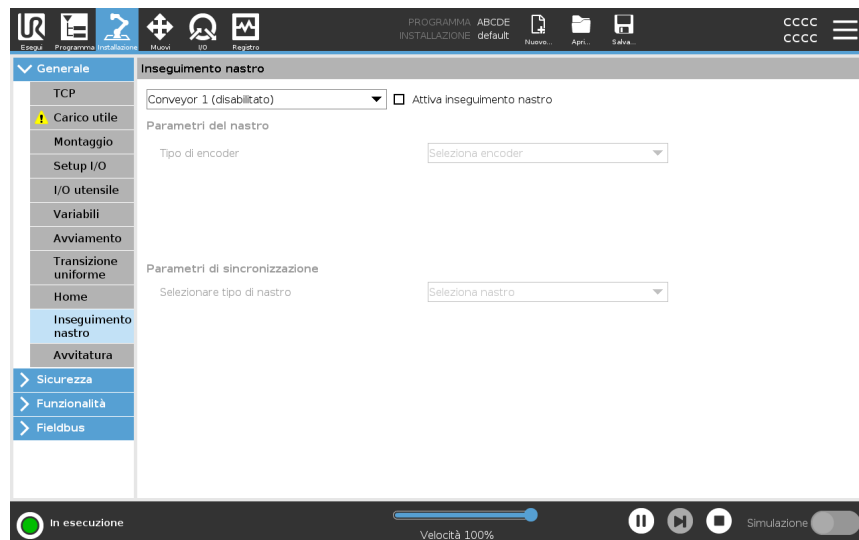 PROGRAMMA ABCDE
INSTALLAZIONE default
CCCC
CCCC
Esegui
Programma
Installazione
Muovi
I/O
Registro
Nuovo...
Apri...
Salva...
Generale
TCP
Carico utile
Montaggio
Setup I/O
I/O utensile
Variabili
Avviamento
Transizione
uniforme
Home
Inseguimento
nastro
Avvitatura
Sicurezza
Funzionalità
Fieldbus
Inseguimento nastro
Conveyor 1 (disabilitato)
Attiva inseguimento nastro
Parametri del nastro
Tipo di encoder
Seleziona encoder
Parametri di sincronizzazione
Selezionare tipo di nastro
Seleziona nastro
In esecuzione
Velocità 100%
Simulazione